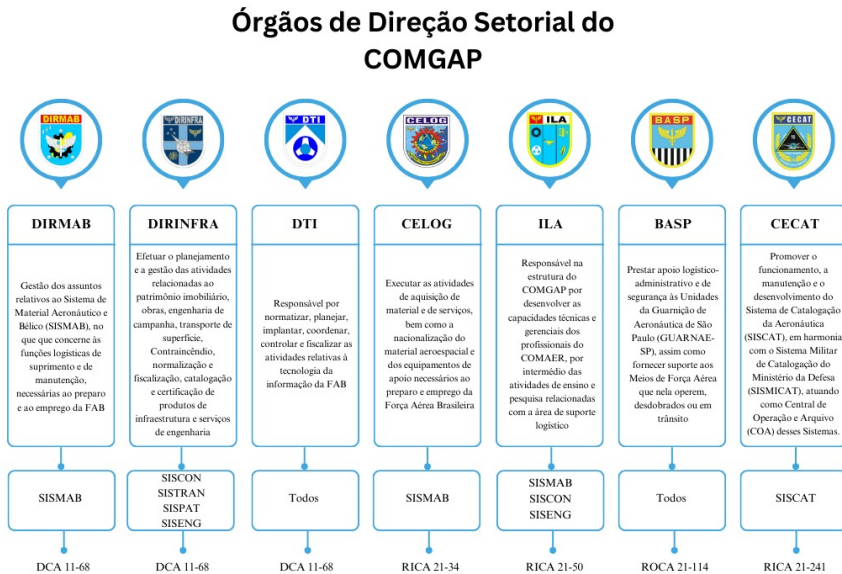 Órgãos de Direção Setorial do
COMGAP
DIRMAB
DIRINFRA
DTI
CELOG
ILA
BASP
CECAT
DIRMAB
Gestão dos assuntos
relativos ao Sistema de
Material Aeronáutico e
Bélico (SISMAB), no
que que concerne às
funções logísticas de
suprimento e de
manutenção,
necessárias ao preparo
e ao emprego da FAB
SISMAB
DCA 11-68
DIRINFRA
Efetuar o planejamento
e a gestão das atividades
relacionadas ao
patrimônio imobiliário,
obras, engenharia de
campanha, transporte de
superfície,
Contraincêndio,
normalização e
fiscalização, catalogação
e certificação de
produtos de
infraestrutura e serviços
de engenharia
SISCON
SISTRAN
SISPAT
SISENG
DCA 11-68
DTI
Responsável por
normatizar, planejar,
implantar, coordenar,
controlar e fiscalizar as
atividades relativas à
tecnologia da
informação da FAB
Todos
DCA 11-68
CELOG
Executar as atividades
de aquisição de
material e de serviços,
bem como a
nacionalização do
material aeroespacial e
dos equipamentos de
apoio necessários ao
preparo e emprego da
Força Aérea Brasileira
SISMAB
RICA 21-34
ILA
Responsável na
estrutura do
COMGAP por
desenvolver as
capacidades técnicas e
gerenciais dos
profissionais do
COMAER, por
intermédio das
atividades de ensino e
pesquisa relacionadas
com a área de suporte
logístico
SISMAB
SISCON
SISENG
RICA 21-50
BASP
Prestar apoio logístico-
administrativo e de
segurança às Unidades
da Guarnição de
Aeronáutica de São
Paulo (GUARNAE-
SP), assim como
fornecer suporte aos
Meios de Força Aérea
que nela operem,
desdobrados ou em
trânsito
Todos
ROCA 21-114
CECAT
Promover o
funcionamento, a
manutenção e o
desenvolvimento do
Sistema de Catalogação
da Aeronáutica
(SISCAT), em harmonia
com o Sistema Militar
de Catalogação do
Ministério da Defesa
(SISMICAT), atuando
como Central de
Operação e Arquivo
(COA) desses Sistemas.
SISCAT
RICA 21-241